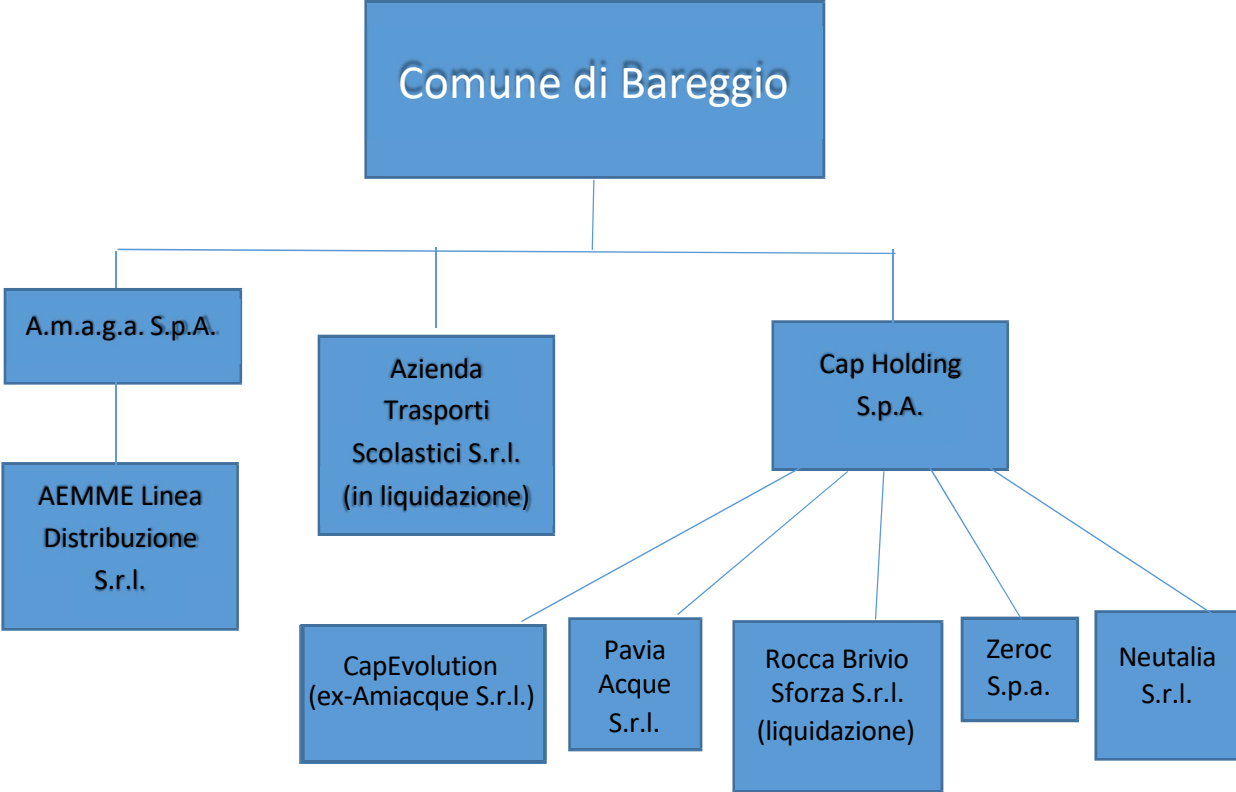 Comune di Bareggio
A.m.a.g.a. S.p.A.
Azienda
Trasporti
Scolastici S.r.l.
(in liquidazione)
Cap Holding
S.p.A.
AEMME Linea
Distribuzione
S.r.l.
CapEvolution
(ex-Amiacque S.r.l.)
Pavia
Acque
S.r.l.
Rocca Brivio
Sforza S.r.l.
(liquidazione)
Zeroc
S.p.a.
Neutalia
S.r.l.